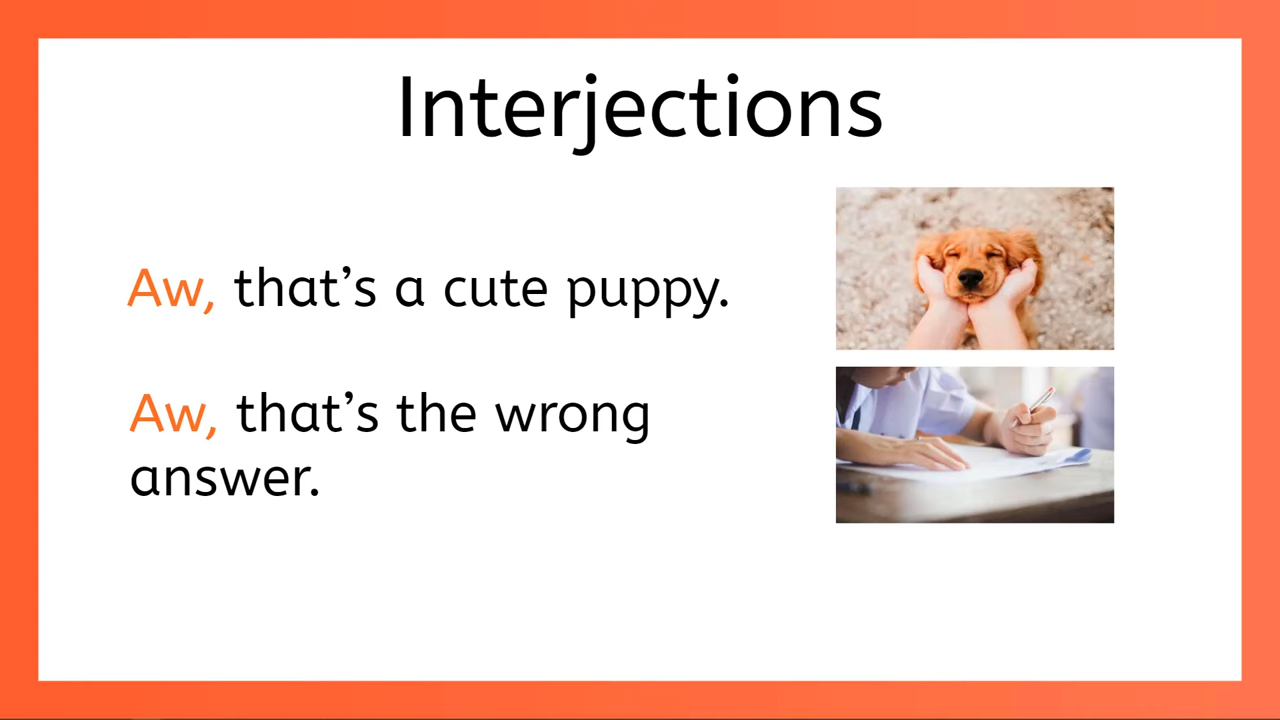 Interjections
Aw, that’s a cute puppy.
Aw, that’s the wrong
answer.